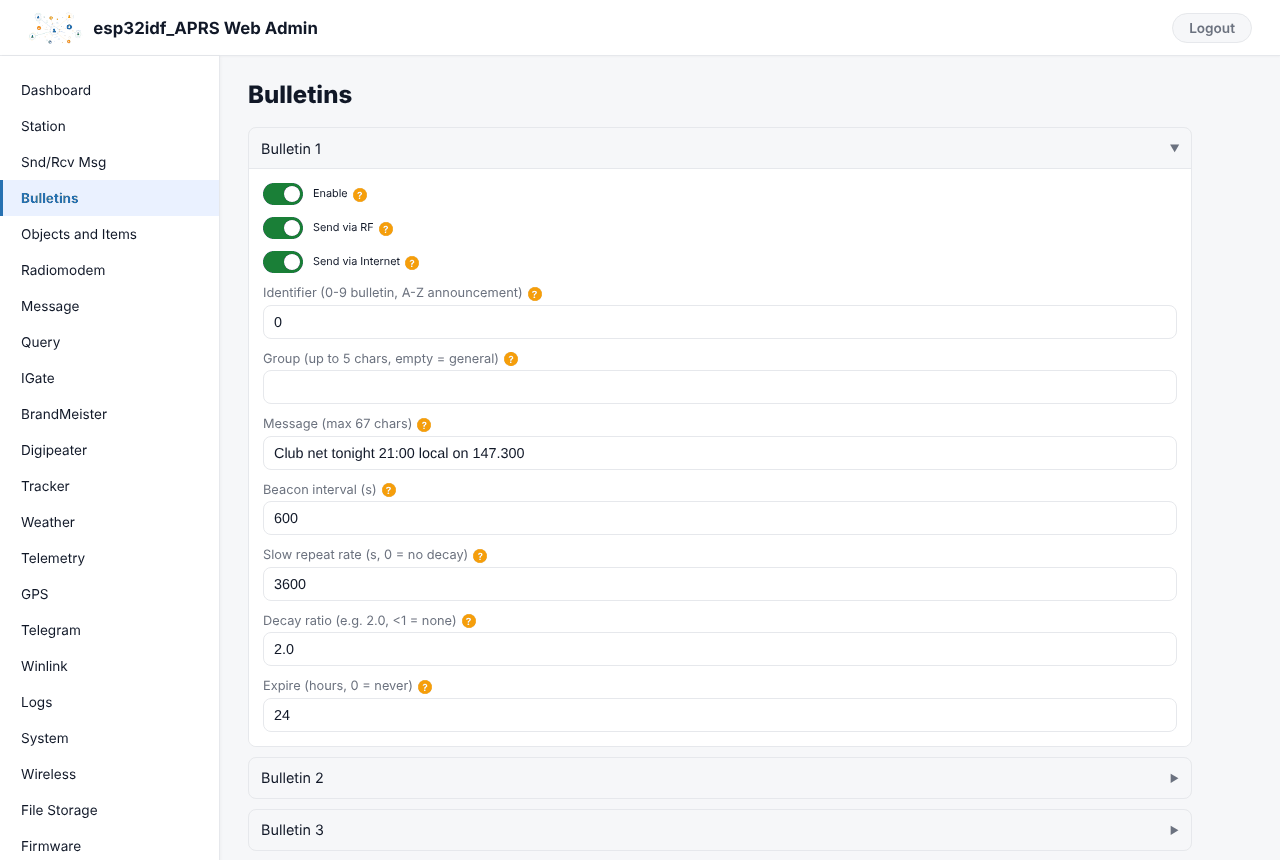 esp32idf_APRS Web Admin
Logout
Dashboard
Station
Snd/Rcv Msg
Bulletins
Objects and Items
Radiomodem
Message
Query
IGate
BrandMeister
Digipeater
Tracker
Weather
Telemetry
GPS
Telegram
Winlink
Logs
System
Wireless
File Storage
Firmware
Bulletins
Bulletin 1
Enable ?
Send via RF ?
Send via Internet ?
Identifier (0-9 bulletin, A-Z announcement) ?
0
Group (up to 5 chars, empty = general) ?
Message (max 67 chars) ?
Club net tonight 21:00 local on 147.300
Beacon interval (s) ?
600
Slow repeat rate (s, 0 = no decay) ?
3600
Decay ratio (e.g. 2.0, <1 = none) ?
2.0
Expire (hours, 0 = never) ?
24
Bulletin 2
Bulletin 3